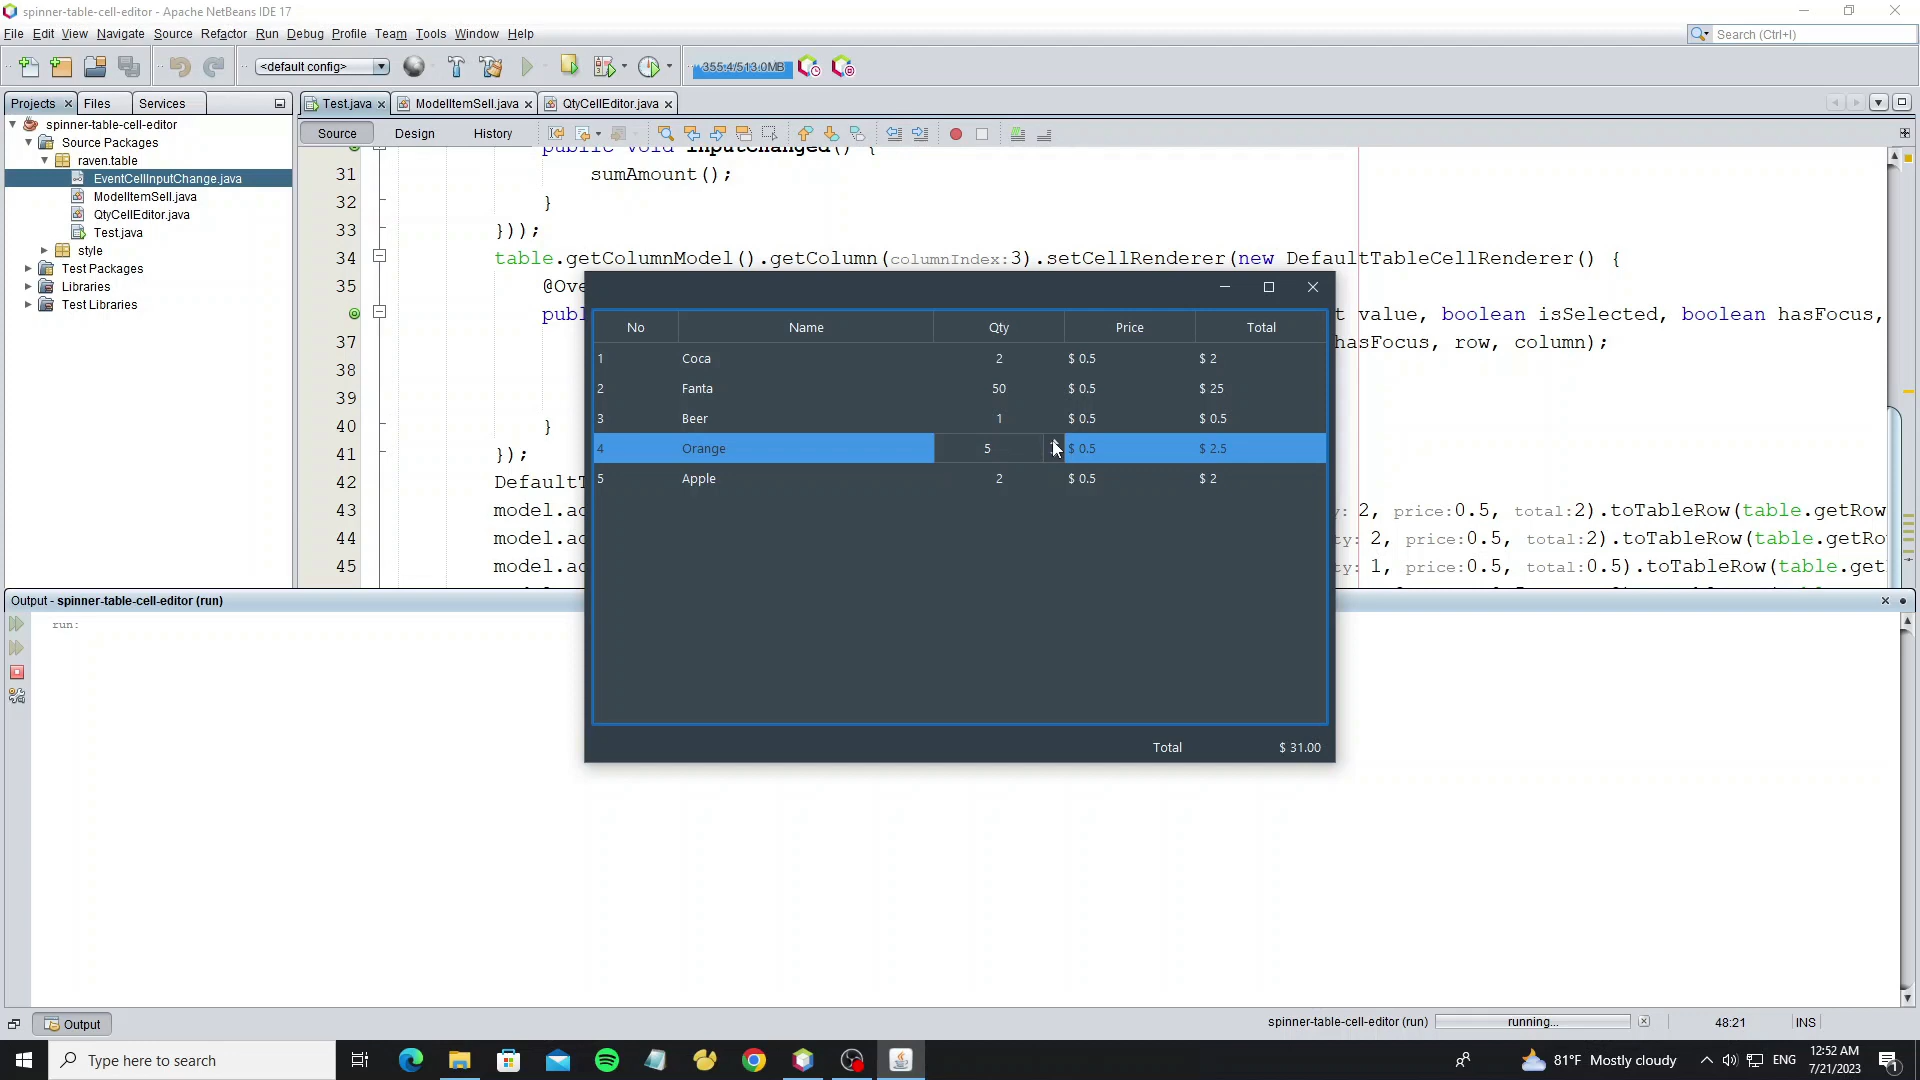 spinner-table-cell-editor - Apache NetBeans IDE 17
File Edit View Navigate Source Refactor Run Debug Profile Team Tools Window Help
Search (Ctrl+I)
<default config>
355.4/513.0MB
Projects
Files
Services
Test.java
ModelItemSell.java
QtyCellEditor.java
Source
Design
History
spinner-table-cell-editor
Source Packages
raven.table
EventCellInputChange.java
ModelItemSell.java
QtyCellEditor.java
Test.java
style
Test Packages
Libraries
Test Libraries
public void inputChanged() {
31 sumAmount();
32 }
33 }));
34 table.getColumnModel().getColumn(columnIndex:3).setCellRenderer(new DefaultTableCellRenderer() {
35 @Ove
publ t value, boolean isSelected, boolean hasFocus,
37 hasFocus, row, column);
38
39
40 }
41 });
42 DefaultT
43 model.ad y: 2, price:0.5, total:2).toTableRow(table.getRow
44 model.ad ty: 2, price:0.5, total:2).toTableRow(table.getRo
45 model.ad ty: 1, price:0.5, total:0.5).toTableRow(table.get
No Name Qty Price Total
1 Coca 2 $ 0.5 $ 2
2 Fanta 50 $ 0.5 $ 25
3 Beer 1 $ 0.5 $ 0.5
4 Orange 5 $ 0.5 $ 2.5
5 Apple 2 $ 0.5 $ 2
Total $ 31.00
Output - spinner-table-cell-editor (run)
run:
Output
spinner-table-cell-editor (run)
running...
48:21
INS
Type here to search
81°F Mostly cloudy
ENG
12:52 AM
7/21/2023
1